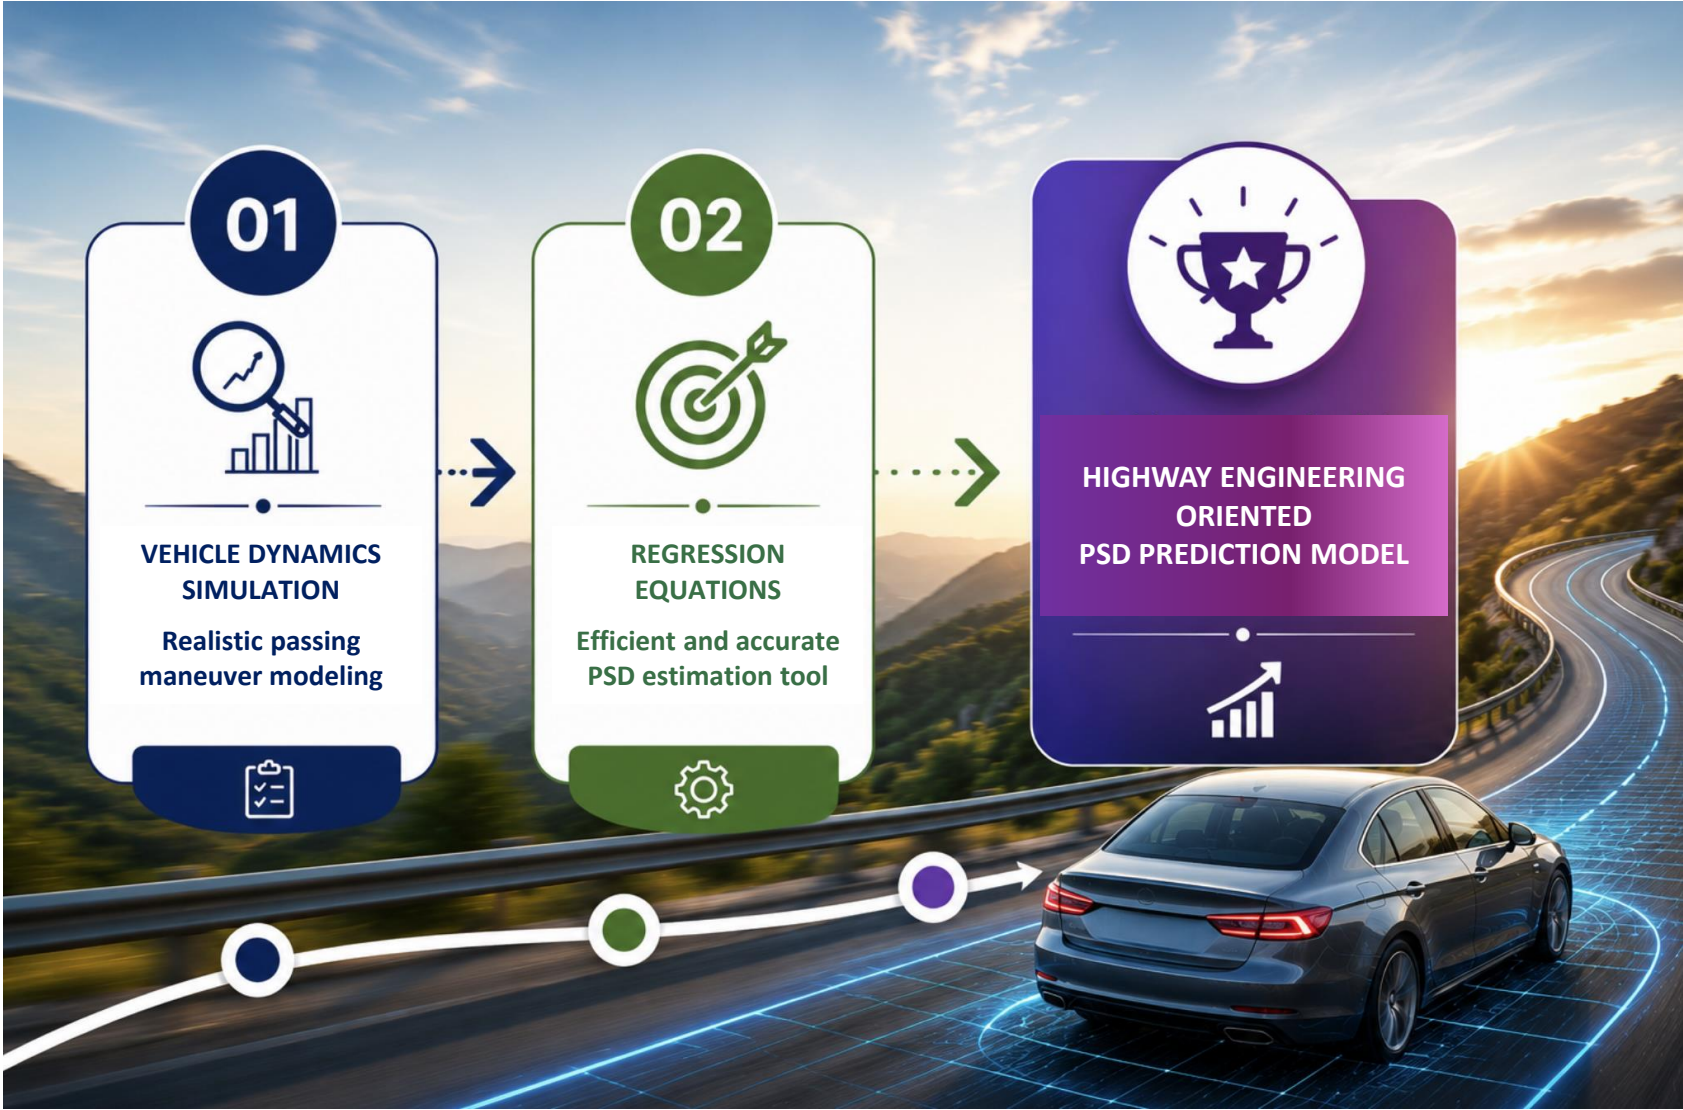 01
VEHICLE DYNAMICS
SIMULATION
Realistic passing
maneuver modeling
02
REGRESSION
EQUATIONS
Efficient and accurate
PSD estimation tool
HIGHWAY ENGINEERING
ORIENTED
PSD PREDICTION MODEL